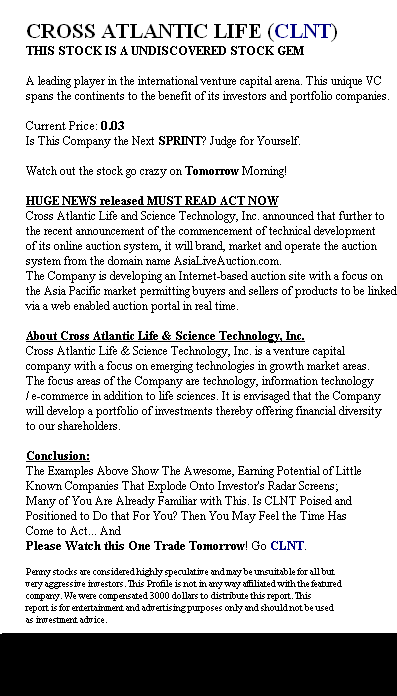 CROSS ATLANTIC LIFE (CLNT)
THIS STOCK IS A UNDISCOVERED STOCK GEM
A leading player in the international venture capital arena. This unique VC
spans the continents to the benefit of its investors and portfolio companies.
Current Price: 0.03
Is This Company the Next SPRINT? Judge for Yourself.
Watch out the stock go crazy on Tomorrow Morning!
HUGE NEWS released MUST READ ACT NOW
Cross Atlantic Life and Science Technology, Inc. announced that further to
the recent announcement of the commencement of technical development
of its online auction system, it will brand, market and operate the auction
system from the domain name AsiaLiveAuction.com.
The Company is developing an Internet-based auction site with a focus on
the Asia Pacific market permitting buyers and sellers of products to be linked
via a web enabled auction portal in real time.
About Cross Atlantic Life & Science Technology, Inc.
Cross Atlantic Life & Science Technology, Inc. is a venture capital
company with a focus on emerging technologies in growth market areas.
The focus areas of the Company are technology, information technology
/ e-commerce in addition to life sciences. It is envisaged that the Company
will develop a portfolio of investments thereby offering financial diversity
to our shareholders.
Conclusion:
The Examples Above Show The Awesome, Earning Potential of Little
Known Companies That Explode Onto Investor's Radar Screens;
Many of You Are Already Familiar with This. Is CLNT Poised and
Positioned to Do that For You? Then You May Feel the Time Has
Come to Act... And
Please Watch this One Trade Tomorrow! Go CLNT.
Penny stocks are considered highly speculative and may be unsuitable for all but
very aggressive investors. This Profile is not in any way affiliated with the featured
company. We were compensated 3000 dollars to distribute this report. This
report is for entertainment and advertising purposes only and should not be used
as investment advice.